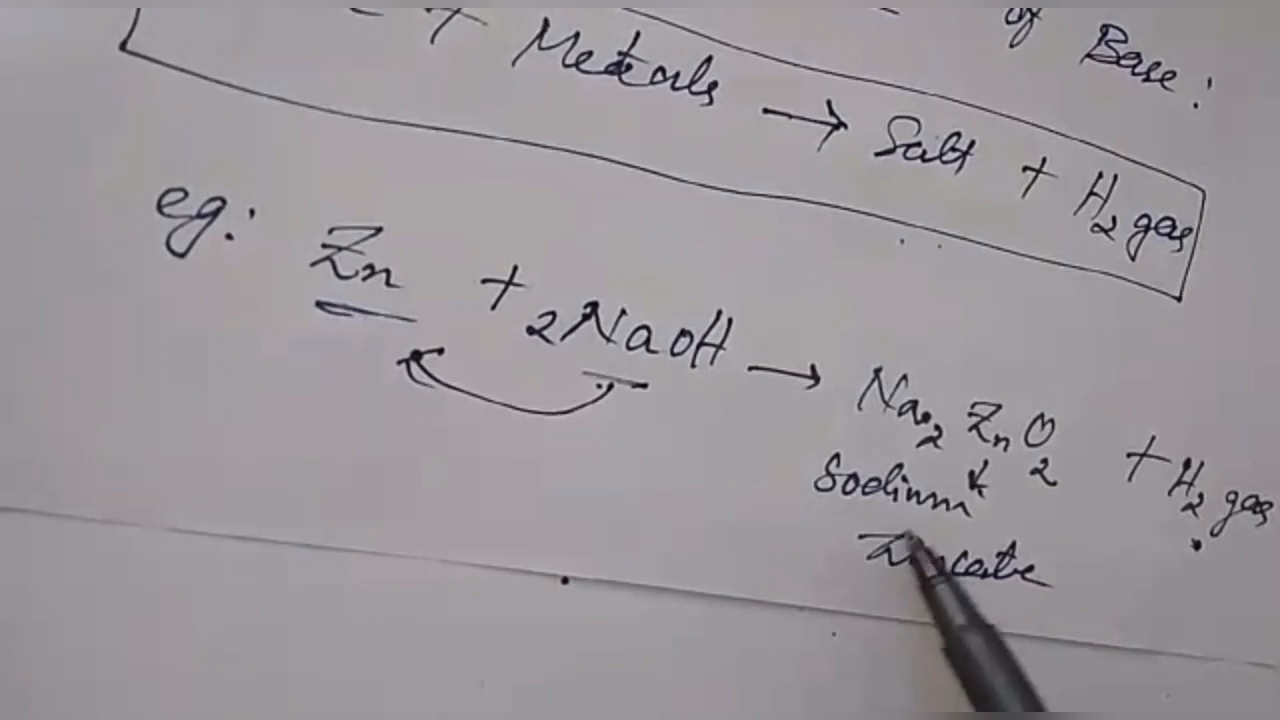 of Base:
+ Metals → Salt + H₂ gas
eg: Zn + 2NaOH → Na₂ZnO₂ + H₂ gas
Sodium
Zincate